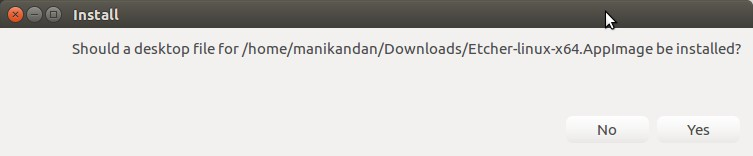 Install
Should a desktop file for /home/manikandan/Downloads/Etcher-linux-x64.AppImage be installed?
No Yes